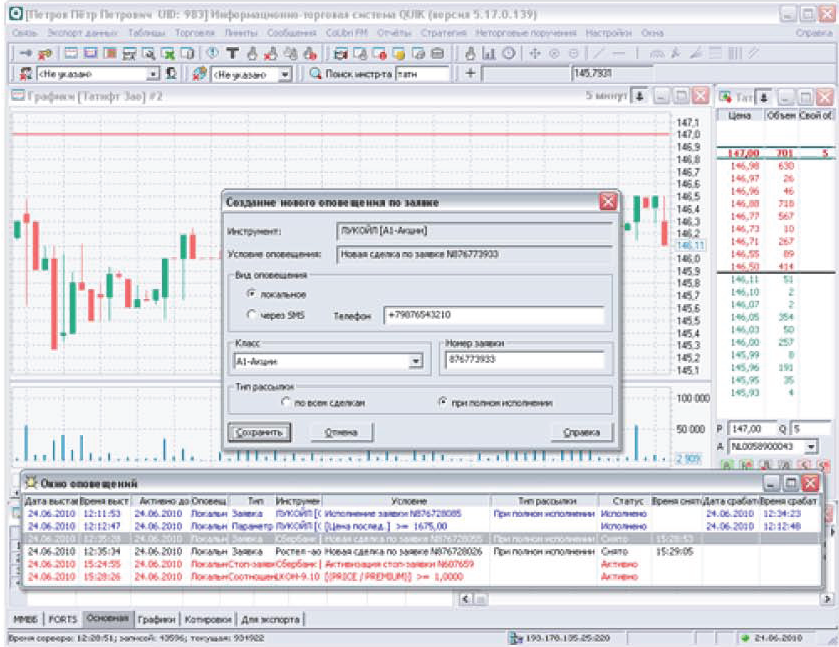 [Петров Пётр Петрович UID: 983] Информационно-торговая система QUIK (версия 5.17.0.139)
Связь Экспорт данных Таблицы Торговля Лимиты Сообщения CoLibri FM Отчёты Стратегия Неторговые поручения Настройки Окна Справка
<Не указано <Не указано Поиск инстр-та татн 145,7931
Графики [Татнфт 3ао] #2 5 минут
Тат
Цена Объем Свой об
147,1
147,0
146,9
146,8
146,7
146,6
146,5
146,4
146,3
146,2
146,11
146,0
145,9
145,8
145,7
145,6
145,5
145,4
145,3
145,2
145,1
100 000
50 000
2 909
147,00 701 5
146,98 630
146,97 26
146,96 46
146,88 718
146,77 567
146,73 10
146,71 267
146,55 89
146,50 414
146,11 51
146,10 2
146,07 2
146,05 354
146,03 50
146,00 257
145,99 8
145,96 191
145,95 35
145,93 4
P 147,00 Q 5
A NL0058900043
Создание нового оповещения по заявке
Инструмент: ЛУКОЙЛ [А1-Акции]
Условие оповещения: Новая сделка по заявке N876773933
Вид оповещения
локальное
через SMS Телефон +79876543210
Класс
А1-Акции
Номер заявки
876773933
Тип рассылки
по всем сделкам при полном исполнении
Сохранить Отмена Справка
Окно оповещений
Дата выстав Время выст Активно до Оповещ Тип Инструмен Условие Тип рассылки Статус Время сняти Дата срабат Время срабат
24.06.2010 12:11:53 24.06.2010 Локальн Заявка ЛУКОЙЛ [С Исполнение заявки N876728085 При полном исполнении Исполнено 24.06.2010 12:34:23
24.06.2010 12:12:47 24.06.2010 Локальн Параметр ЛУКОЙЛ [С [Цена послед.] >= 1675,00 Исполнено 24.06.2010 12:12:48
24.06.2010 12:35:28 24.06.2010 Локальн Заявка Сбербанк [ Новая сделка по заявке N876728055 При полном исполнении Снято 15:28:53
24.06.2010 12:35:34 24.06.2010 Локальн Заявка Ростел -ао Новая сделка по заявке N876728026 При полном исполнении Снято 15:29:05
24.06.2010 15:24:55 24.06.2010 Локальн Стоп-заявк Сбербанк [ Активизация стоп-заявки N607659 Активно
24.06.2010 15:28:26 24.06.2010 Локальн Соотношен LKOH-9.10 [(PRICE / PREMIUM)] >= 1,0000 Активно
ММВБ FORTS Основная Графики Котировки Для экспорта
Время сервера: 12:28:51; записей: 43596; текущая: 934922 193.178.135.25:220 24.06.2010